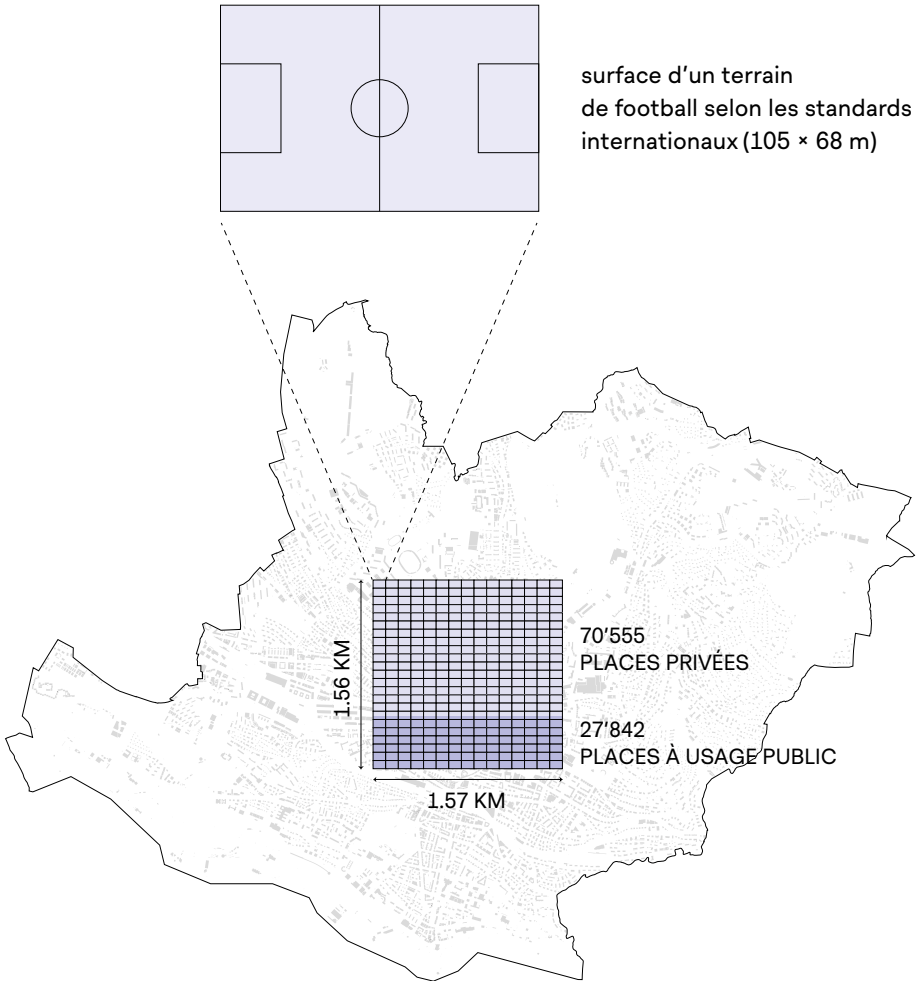 surface d'un terrain
de football selon les standards
internationaux (105 × 68 m)
1.56 KM
70'555
PLACES PRIVÉES
27'842
PLACES À USAGE PUBLIC
1.57 KM